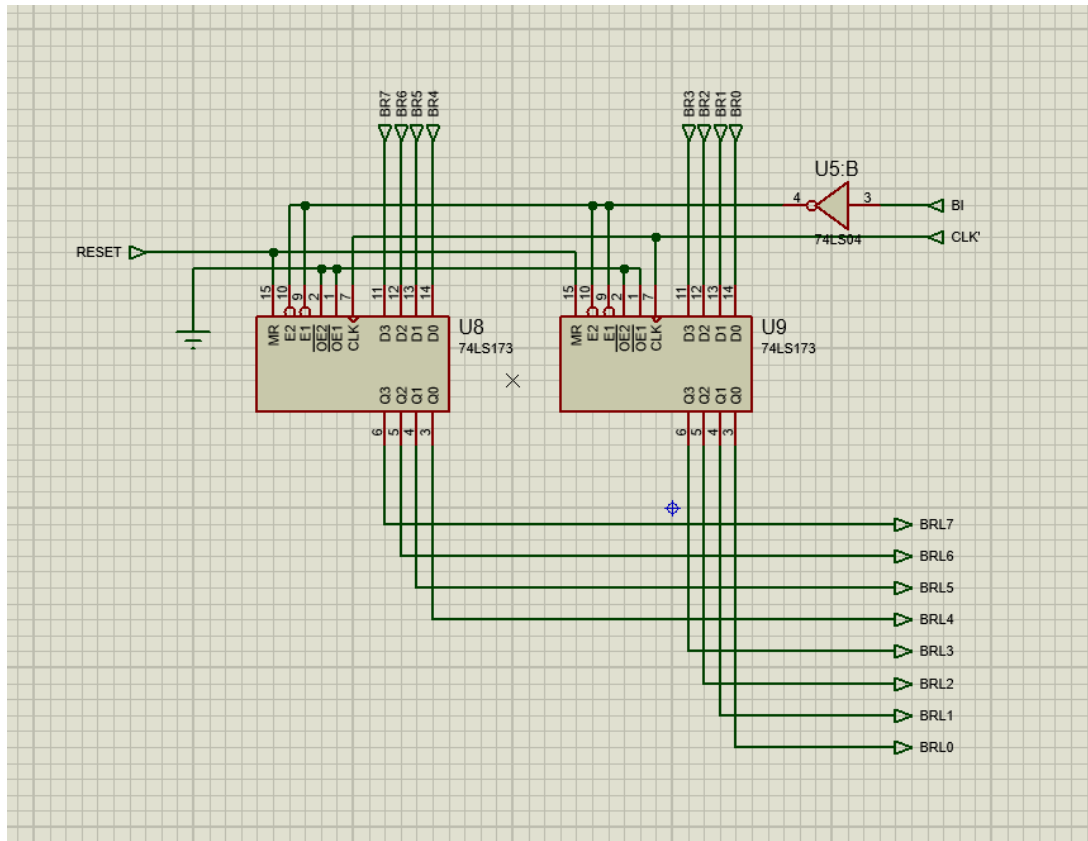 BR7 BR6 BR5 BR4 BR3 BR2 BR1 BR0
U5:B
4 3 BI
74LS04
CLK'
RESET
15 10 9 2 1 7 11 12 13 14
15 10 9 2 1 7 11 12 13 14
MR E2 E1 OE2 OE1 CLK D3 D2 D1 D0
U8
74LS173
MR E2 E1 OE2 OE1 CLK D3 D2 D1 D0
U9
74LS173
Q3 Q2 Q1 Q0
Q3 Q2 Q1 Q0
6 5 4 3
6 5 4 3
BRL7
BRL6
BRL5
BRL4
BRL3
BRL2
BRL1
BRL0